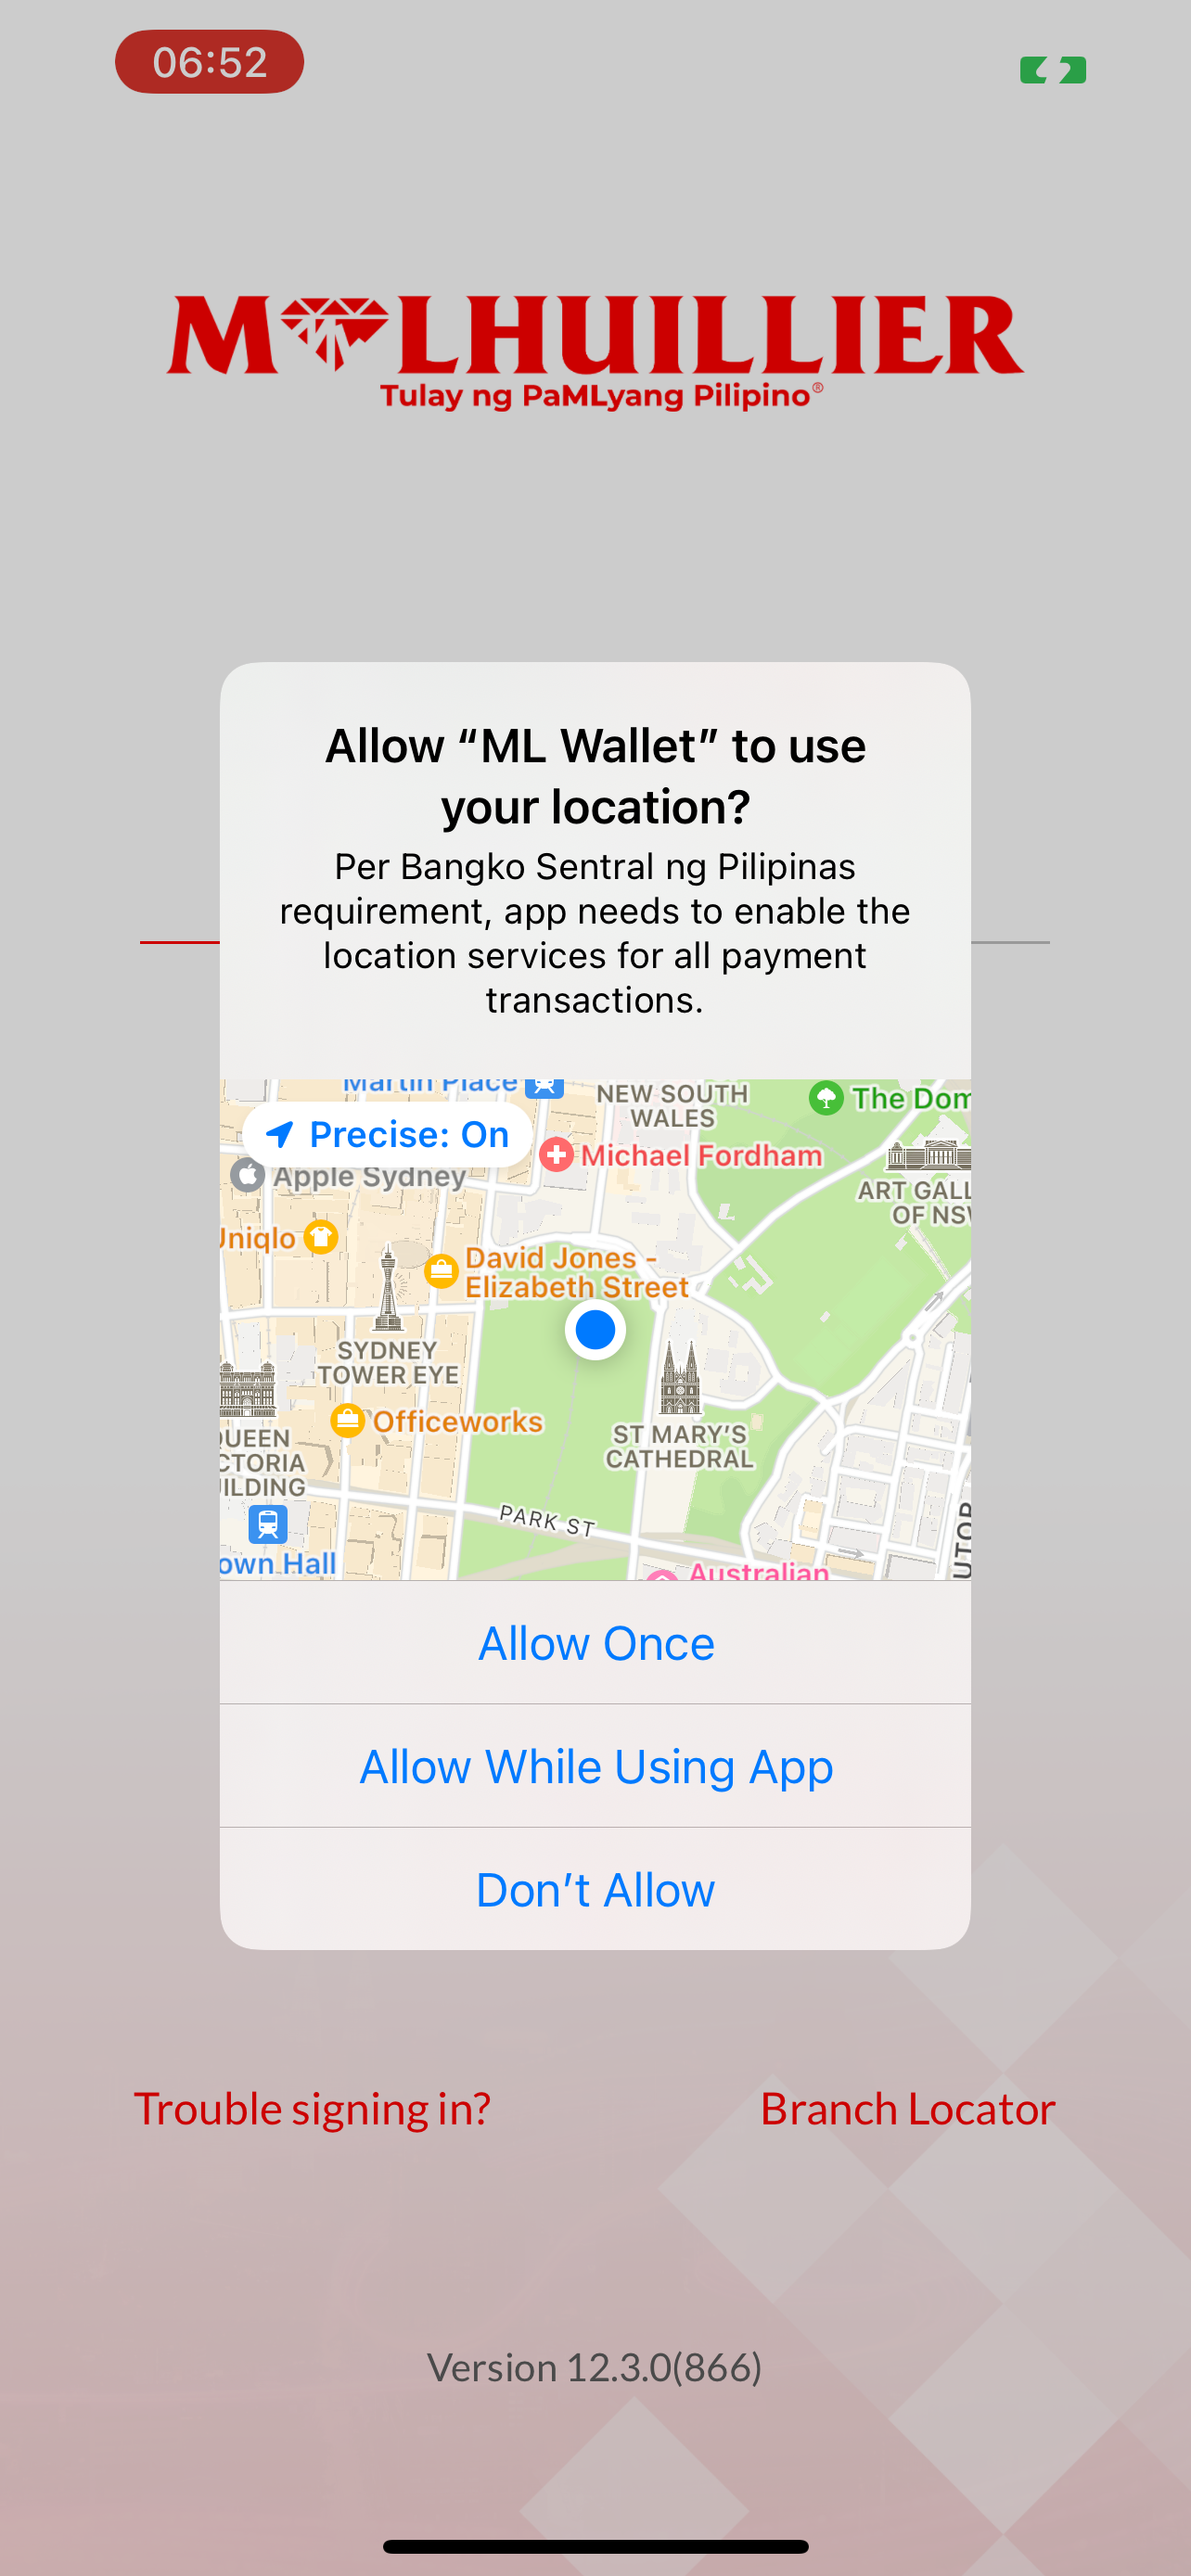 06:52
M LHUILLIER
Tulay ng PaMLyang Pilipino®
Allow “ML Wallet” to use
your location?
Per Bangko Sentral ng Pilipinas
requirement, app needs to enable the
location services for all payment
transactions.
Martin Place
NEW SOUTH
WALES
The Dom
Precise: On
Michael Fordham
Apple Sydney
ART GALL
OF NSW
Uniqlo
David Jones -
Elizabeth Street
SYDNEY
TOWER EYE
Officeworks
ST MARY’S
CATHEDRAL
QUEEN
CTORIA
UILDING
PARK ST
own Hall
Australian
UTOR
Allow Once
Allow While Using App
Don’t Allow
Trouble signing in?
Branch Locator
Version 12.3.0(866)